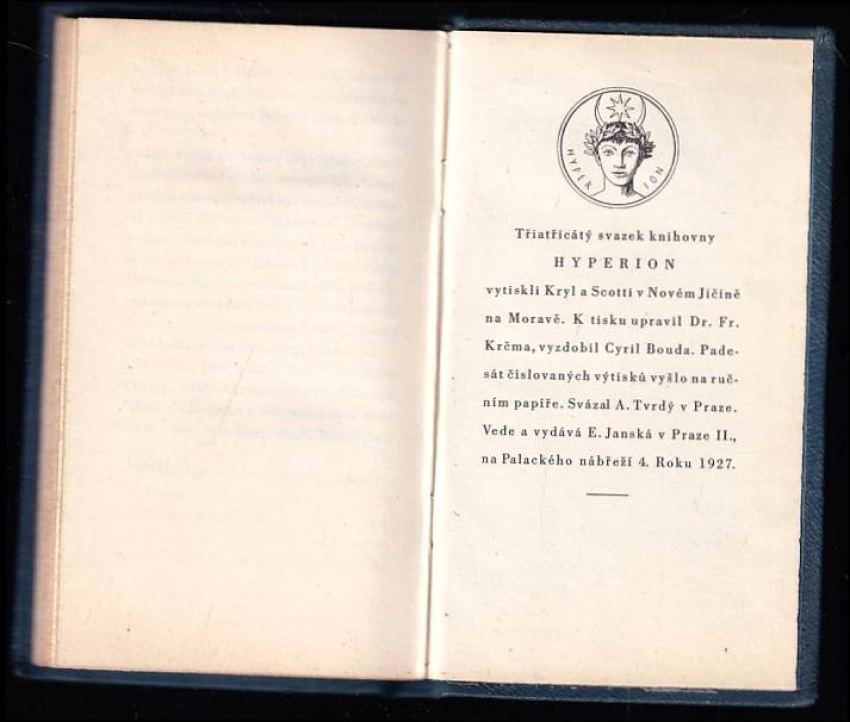 HYPERION
Třiatřicátý svazek knihovny
HYPERION
vytiskli Kryl a Scotti v Novém Jičíně
na Moravě. K tisku upravil Dr. Fr.
Krčma, vyzdobil Cyril Bouda. Pade-
sát číslovaných výtisků vyšlo na ruč-
ním papíře. Svázal A. Tvrdý v Praze.
Vede a vydává E. Janská v Praze II.,
na Palackého nábřeží 4. Roku 1927.